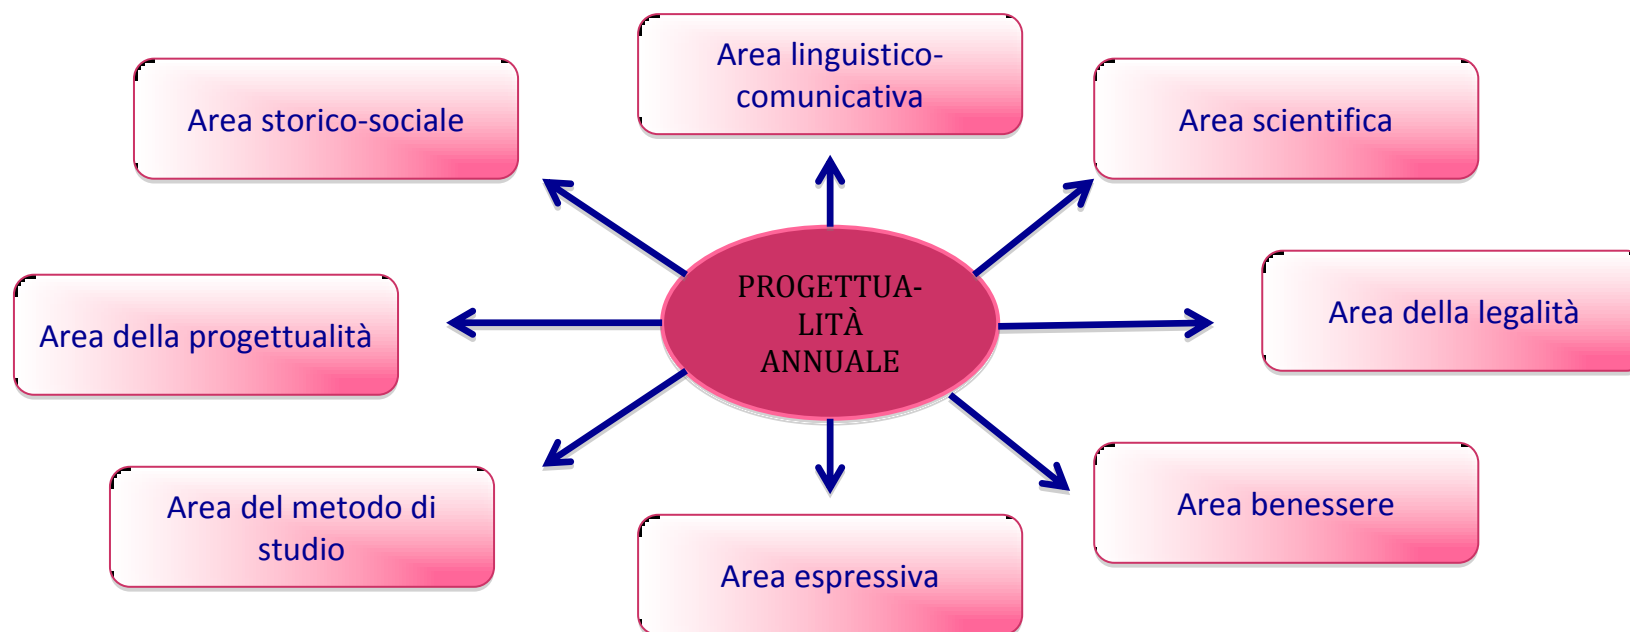 Area linguistico-
comunicativa
Area storico-sociale
Area scientifica
PROGETTUA-
LITÀ
ANNUALE
Area della progettualità
Area della legalità
Area del metodo di
studio
Area benessere
Area espressiva